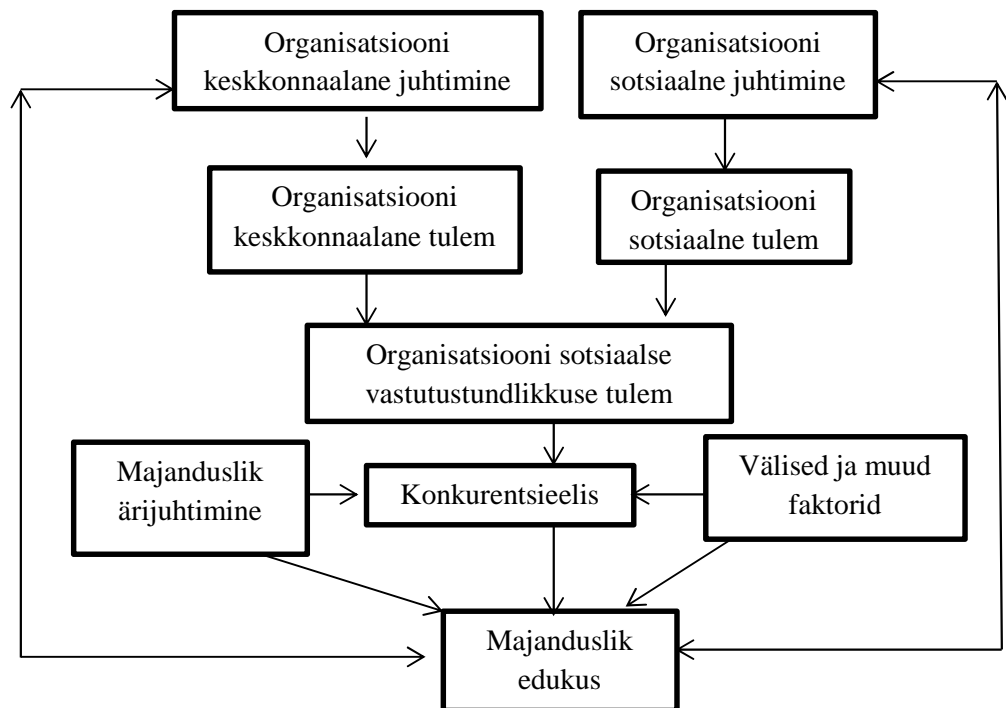 Organisatsiooni
keskkonnaalane juhtimine
Organisatsiooni
sotsiaalne juhtimine
Organisatsiooni
keskkonnaalane tulem
Organisatsiooni
sotsiaalne tulem
Organisatsiooni sotsiaalse
vastutustundlikkuse tulem
Majanduslik
ärijuhtimine
Konkurentsieelis
Välised ja muud
faktorid
Majanduslik
edukus